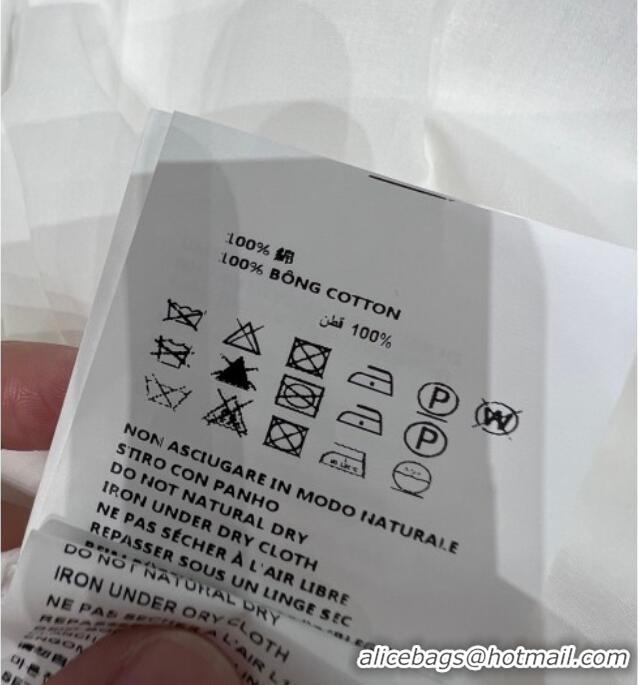 100% 綿
100% BÔNG COTTON
100% قطن
P
W
P
NON ASCIUGARE IN MODO NATURALE
STIRO CON PANHO
DO NOT NATURAL DRY
IRON UNDER DRY CLOTH
NE PAS SÉCHER À L'AIR LIBRE
REPASSER SOUS UN LINGE SEC
DO NOT NATURAL DRY
IRON UNDER DRY CLOTH
NE PAS SÉCHER À L'AIR
alicebags@hotmail.com